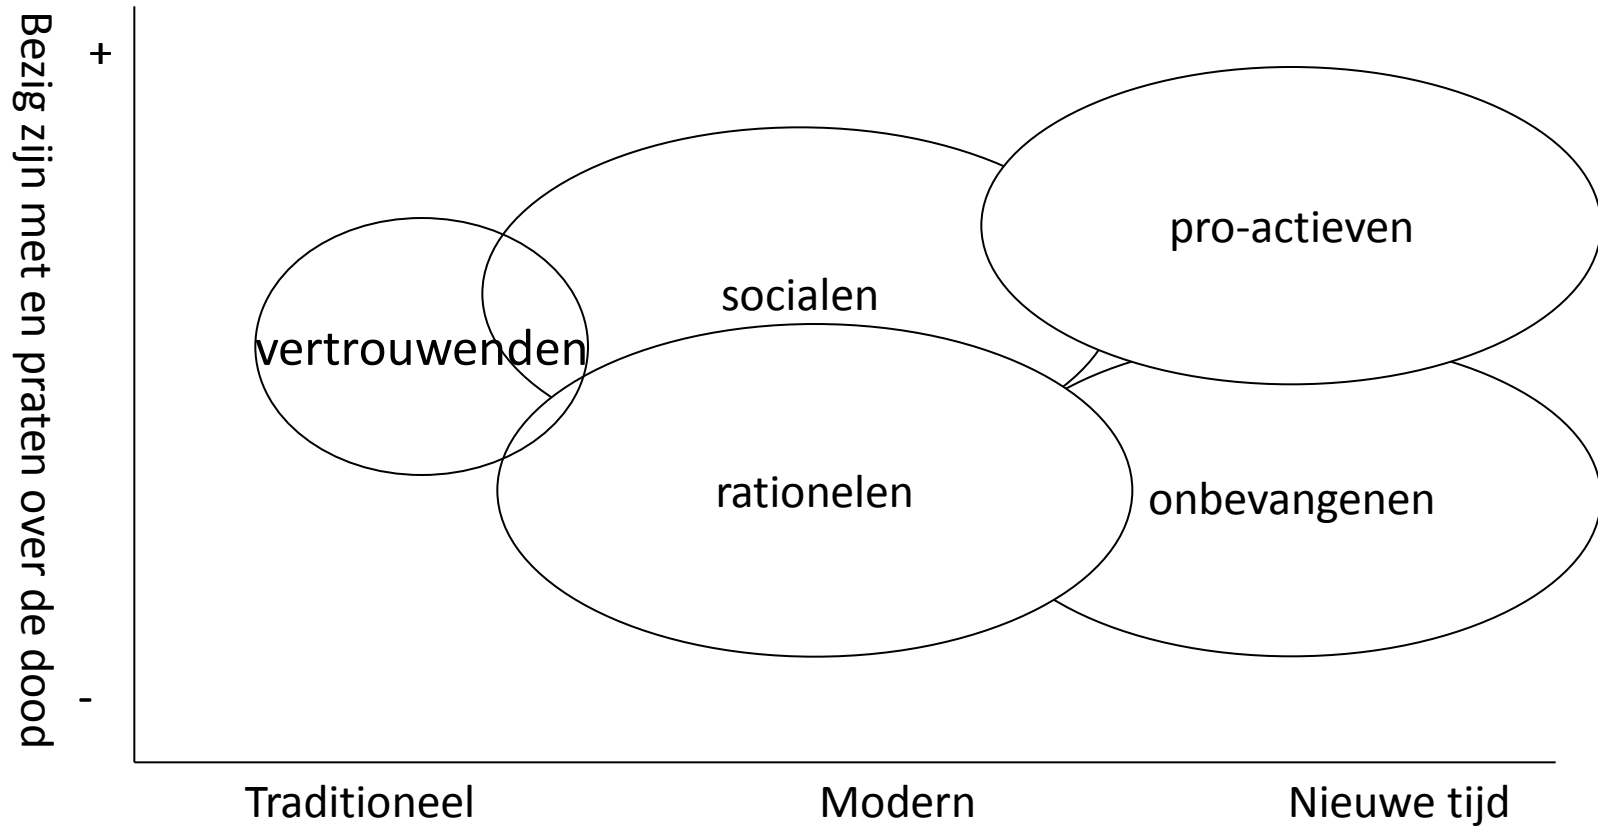 Bezig zijn met en praten over de dood
+
-
pro-actieven
socialen
vertrouwenden
rationelen
onbevangenen
Traditioneel
Modern
Nieuwe tijd